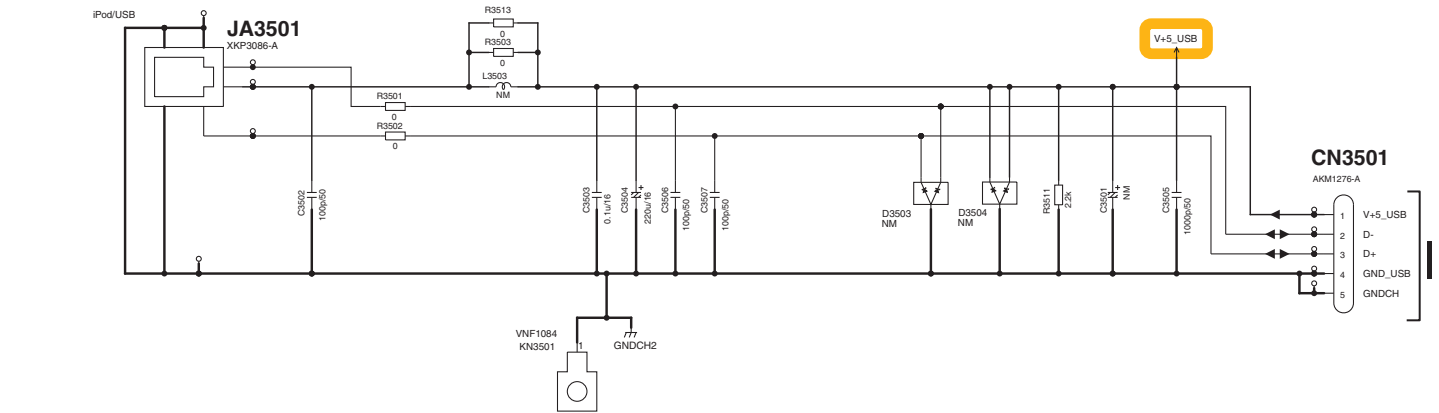 iPod/USB
JA3501
XKP3086-A
R3513
0
R3503
0
L3503
NM
V+5_USB
R3501
0
R3502
0
C3502
100p/50
C3503
0.1u/16
C3504
+
220u/16
C3506
100p/50
C3507
100p/50
D3503
NM
D3504
NM
R3511
2.2k
C3501
+
NM
C3505
1000p/50
CN3501
AKM1276-A
1 V+5_USB
2 D-
3 D+
4 GND_USB
5 GNDCH
VNF1084
KN3501
1
GNDCH2